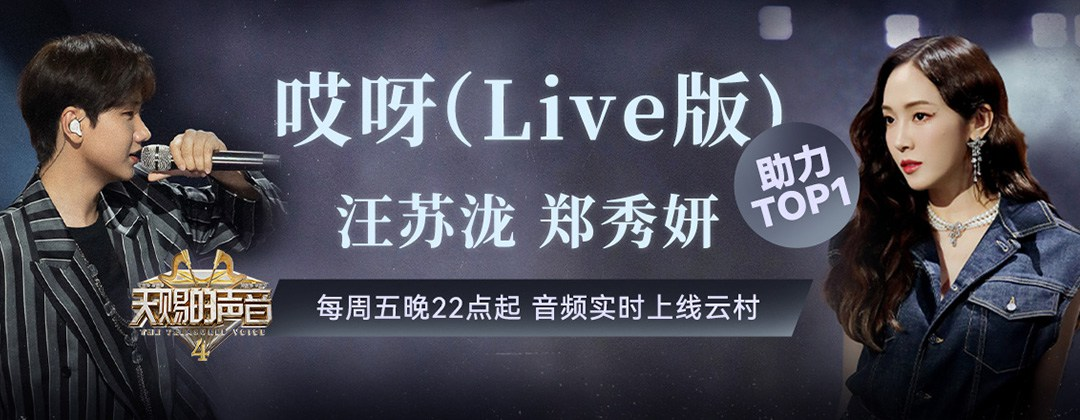 哎呀(Live版)
助力
TOP1
汪苏泷 郑秀妍
天赐的声音
THE TREASURED VOICE
4
每周五晚22点起 音频实时上线云村